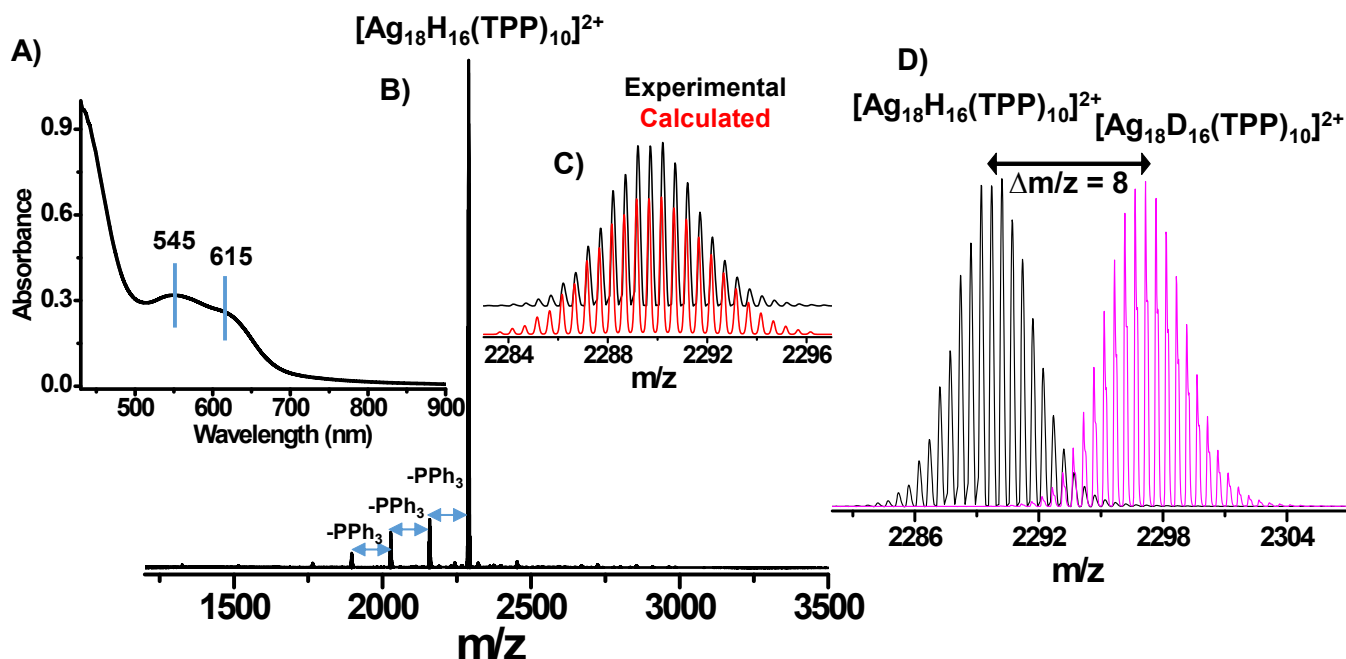 [Ag18H16(TPP)10]2+
A)
B)
Experimental
Calculated
C)
D)
[Ag18H16(TPP)10]2+
[Ag18D16(TPP)10]2+
Δm/z = 8
0.9
0.6
0.3
0.0
Absorbance
545
615
500
600
700
800
900
Wavelength (nm)
2284
2288
2292
2296
m/z
-PPh3
-PPh3
-PPh3
2286
2292
2298
2304
m/z
1500
2000
2500
3000
3500
m/z